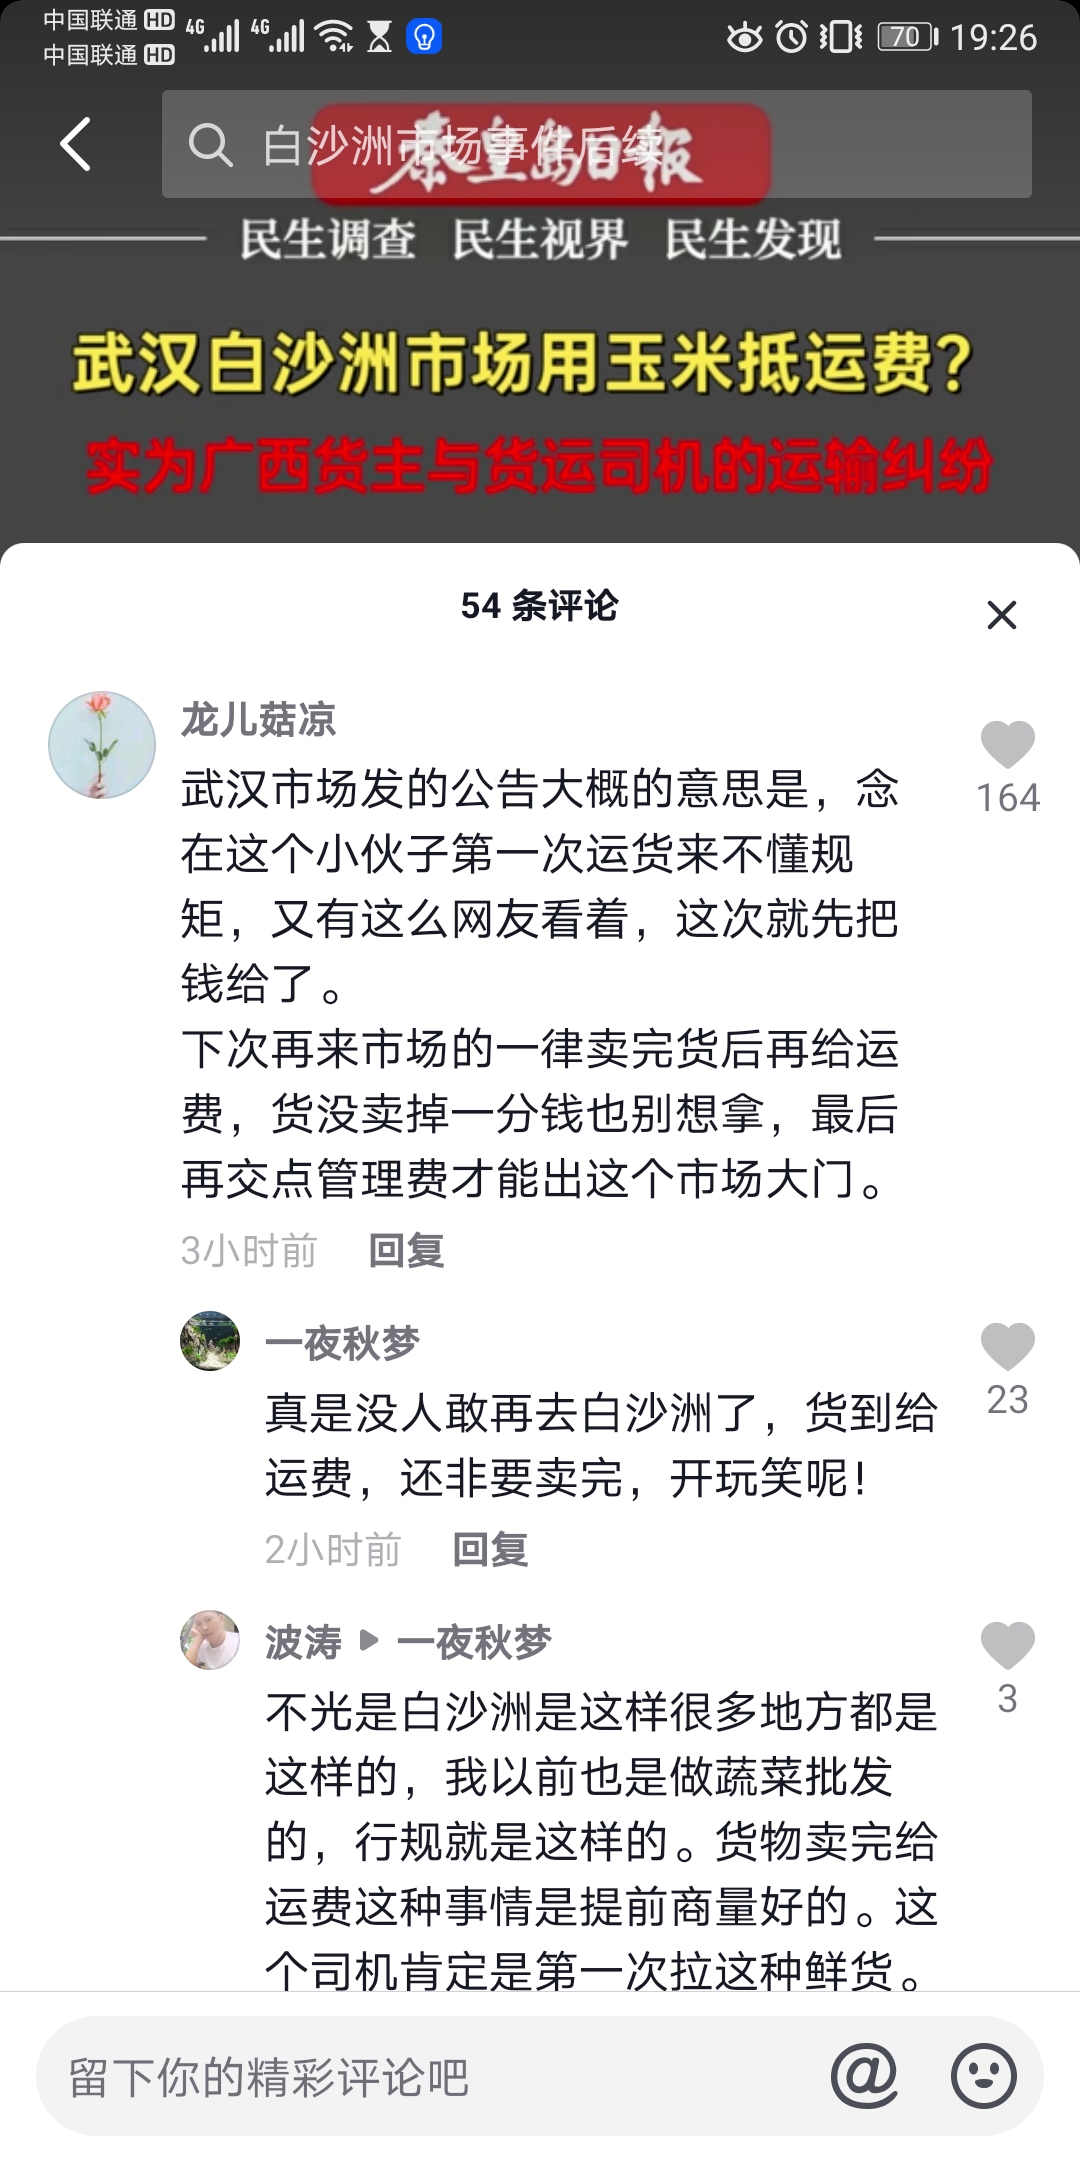 中国联通 HD 4G 4G 70 19:26
中国联通 HD
白沙洲市场事件后续
秦皇岛日报
民生调查 民生视界 民生发现
武汉白沙洲市场用玉米抵运费?
实为广西货主与货运司机的运输纠纷
54 条评论
龙儿菇凉
武汉市场发的公告大概的意思是，念
在这个小伙子第一次运货来不懂规
矩，又有这么网友看着，这次就先把
钱给了。
164
下次再来市场的一律卖完货后再给运
费，货没卖掉一分钱也别想拿，最后
再交点管理费才能出这个市场大门。
3小时前 回复
一夜秋梦
真是没人敢再去白沙洲了，货到给
运费，还非要卖完，开玩笑呢!
23
2小时前 回复
波涛 ▶ 一夜秋梦
不光是白沙洲是这样很多地方都是
这样的，我以前也是做蔬菜批发
的，行规就是这样的。货物卖完给
运费这种事情是提前商量好的。这
个司机肯定是第一次拉这种鲜货。
3
留下你的精彩评论吧 @